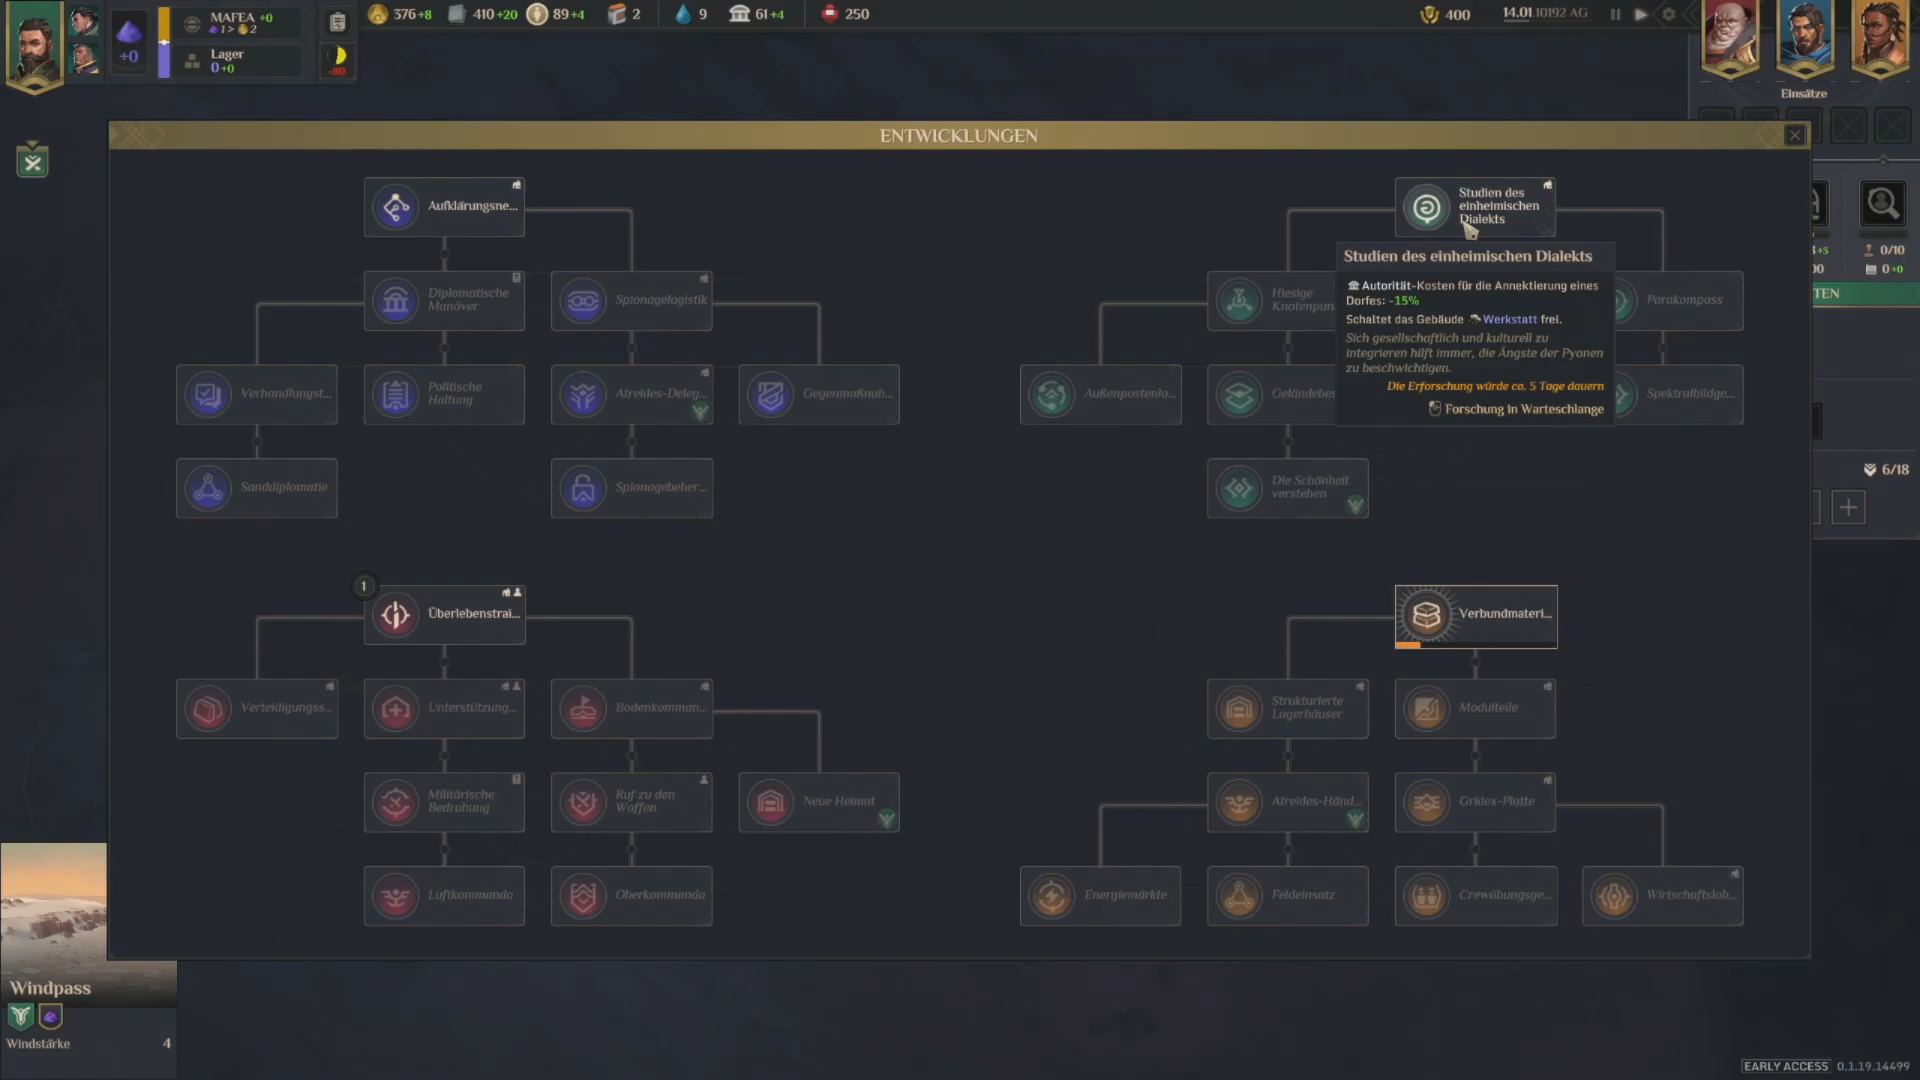 MAFEA +0
1 > 2
Lager
0+0
+0
-80
376+8
410+20
89+4
2
9
61+4
250
400
14.01.10192 AG
Einsätze
0/10
0+0
6/18
ENTWICKLUNGEN
Aufklärungsne...
Diplomatische
Manöver
Spionagelogistik
Verhandlungst...
Politische
Haltung
Atreides-Deleg...
Gegenmaßnah...
Sanddiplomatie
Spionagebeher...
Studien des
einheimischen
Dialekts
Hiesige
Knotenpun
Parakompass
Außenpostenlo...
Geländebes
Spektralbildge...
Die Schönheit
verstehen
Studien des einheimischen Dialekts
Autorität-Kosten für die Annektierung eines
Dorfes: -15%
Schaltet das Gebäude Werkstatt frei.
Sich gesellschaftlich und kulturell zu
integrieren hilft immer, die Ängste der Pyonen
zu beschwichtigen.
Die Erforschung würde ca. 5 Tage dauern
Forschung in Warteschlange
1
Überlebenstrai...
Verteidigungss...
Unterstützung...
Bodenkomman...
Militärische
Bedrohung
Ruf zu den
Waffen
Neue Heimat
Luftkommando
Oberkommando
Verbundmateri...
Strukturierte
Lagerhäuser
Modulteile
Atreides-Händ...
Gridex-Platte
Energiemärkte
Feldeinsatz
Crewübungsge...
Wirtschaftslob...
Windpass
Windstärke 4
EARLY ACCESS 0.1.19.14499